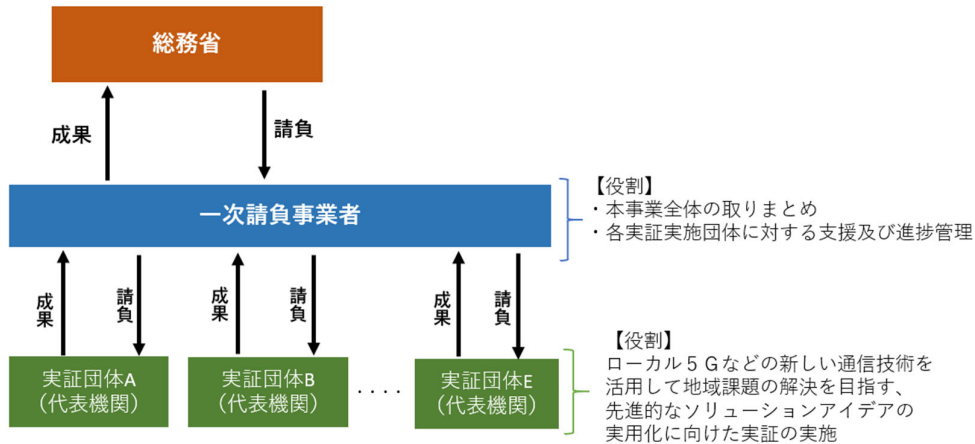 総務省
成果
請負
一次請負事業者
【役割】
・本事業全体の取りまとめ
・各実証実施団体に対する支援及び進捗管理
成果
請負
成果
請負
成果
請負
実証団体A
（代表機関）
実証団体B
（代表機関）
・・・・
実証団体E
（代表機関）
【役割】
ローカル５Ｇなどの新しい通信技術を
活用して地域課題の解決を目指す、
先進的なソリューションアイデアの
実用化に向けた実証の実施